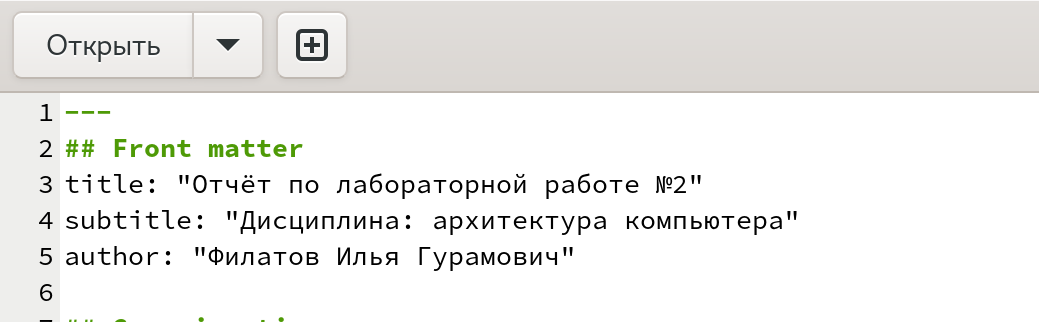 Открыть
1 ---
2 ## Front matter
3 title: "Отчёт по лабораторной работе №2"
4 subtitle: "Дисциплина: архитектура компьютера"
5 author: "Филатов Илья Гурамович"
6